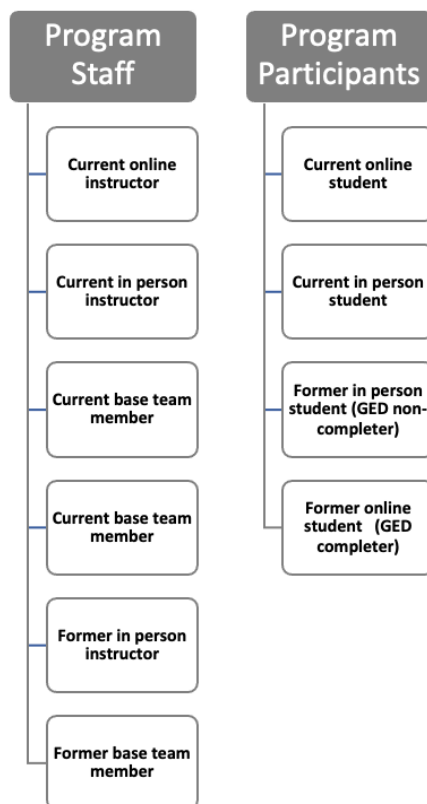 Program
Staff
Current online
instructor
Current in person
instructor
Current base team
member
Current base team
member
Former in person
instructor
Former base team
member
Program
Participants
Current online
student
Current in person
student
Former in person
student (GED non-
completer)
Former online
student (GED
completer)